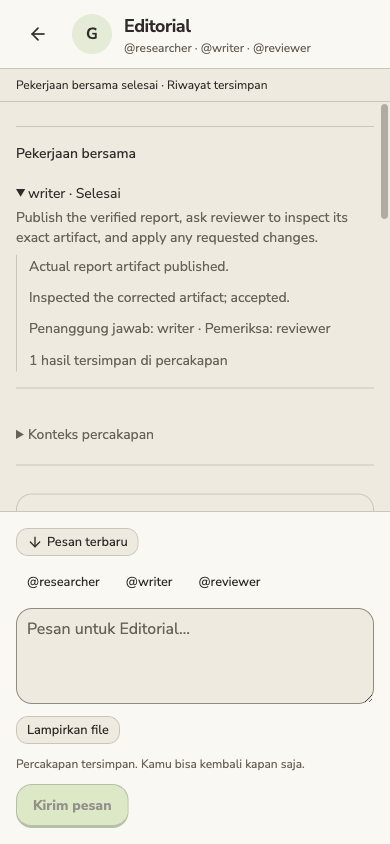 G
Editorial
@researcher · @writer · @reviewer
Pekerjaan bersama selesai · Riwayat tersimpan
Pekerjaan bersama
writer · Selesai
Publish the verified report, ask reviewer to inspect its
exact artifact, and apply any requested changes.
Actual report artifact published.
Inspected the corrected artifact; accepted.
Penanggung jawab: writer · Pemeriksa: reviewer
1 hasil tersimpan di percakapan
Konteks percakapan
Pesan terbaru
@researcher @writer @reviewer
Pesan untuk Editorial...
Lampirkan file
Percakapan tersimpan. Kamu bisa kembali kapan saja.
Kirim pesan